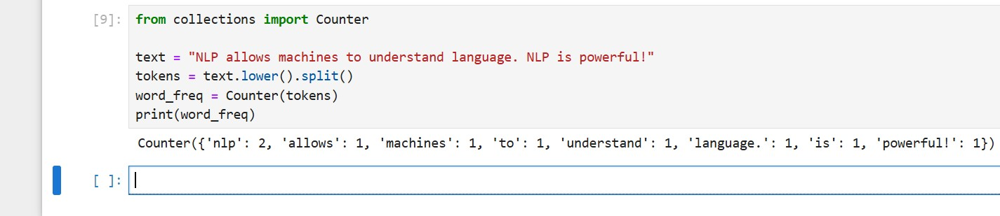 [9]: from collections import Counter
text = "NLP allows machines to understand language. NLP is powerful!"
tokens = text.lower().split()
word_freq = Counter(tokens)
print(word_freq)
Counter({'nlp': 2, 'allows': 1, 'machines': 1, 'to': 1, 'understand': 1, 'language.': 1, 'is': 1, 'powerful!': 1})
[ ]: